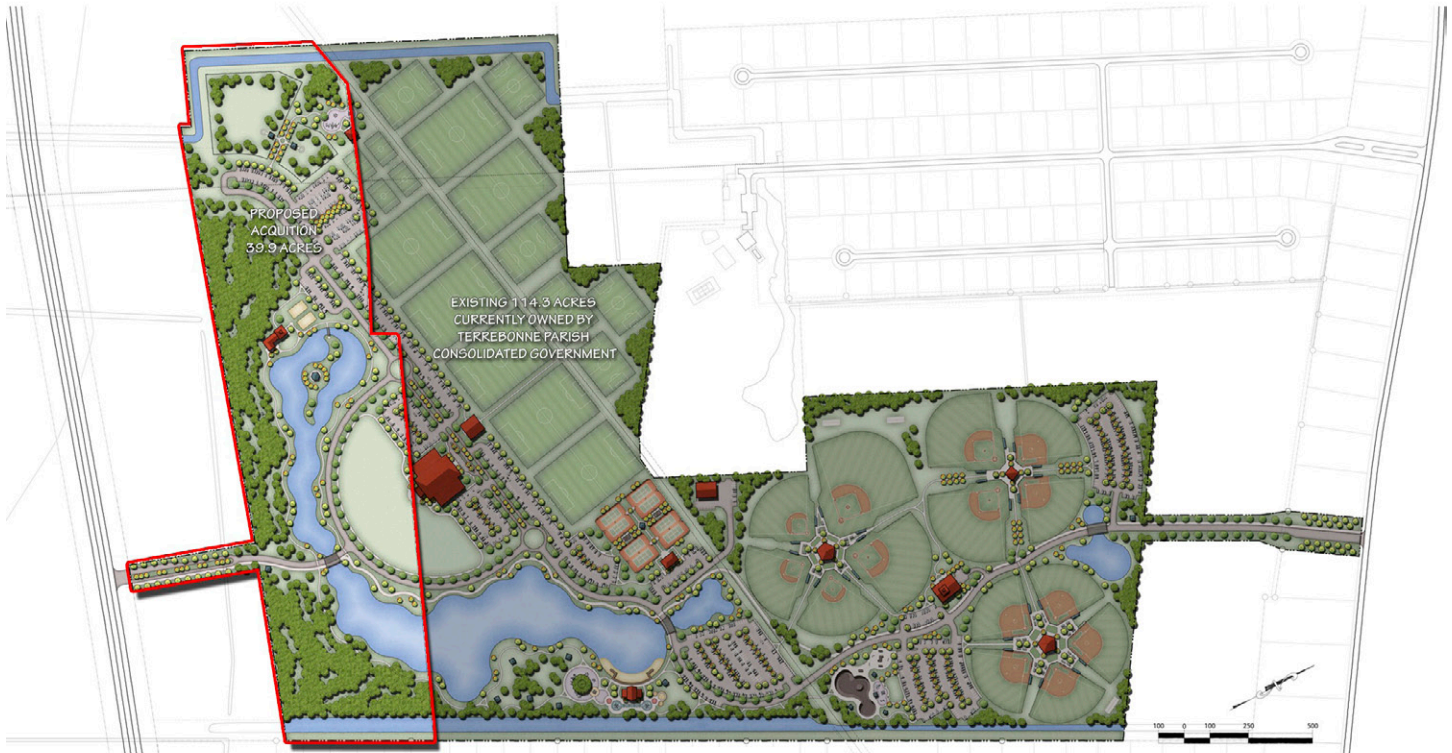 PROPOSED
ACQUITION
39.9 ACRES
EXISTING 114.3 ACRES
CURRENTLY OWNED BY
TERREBONNE PARISH
CONSOLIDATED GOVERNMENT
100 0 100 250 500